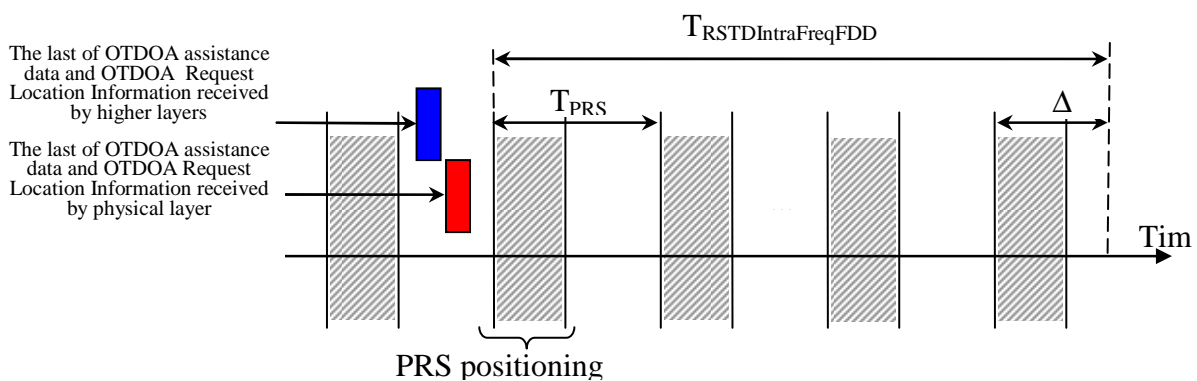 T_RSTDIntraFreqFDD
The last of OTDOA assistance
data and OTDOA Request
Location Information received
by higher layers
T_PRS
Δ
The last of OTDOA assistance
data and OTDOA Request
Location Information received
by physical layer
Tim
PRS positioning